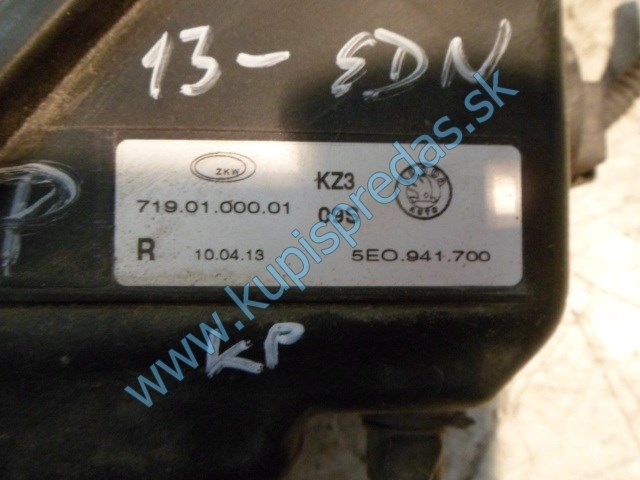 13- EDN
ZKW
KZ3
719.01.000.01
09S
R 10.04.13 5E0.941.700
KP
www.kupispredas.sk